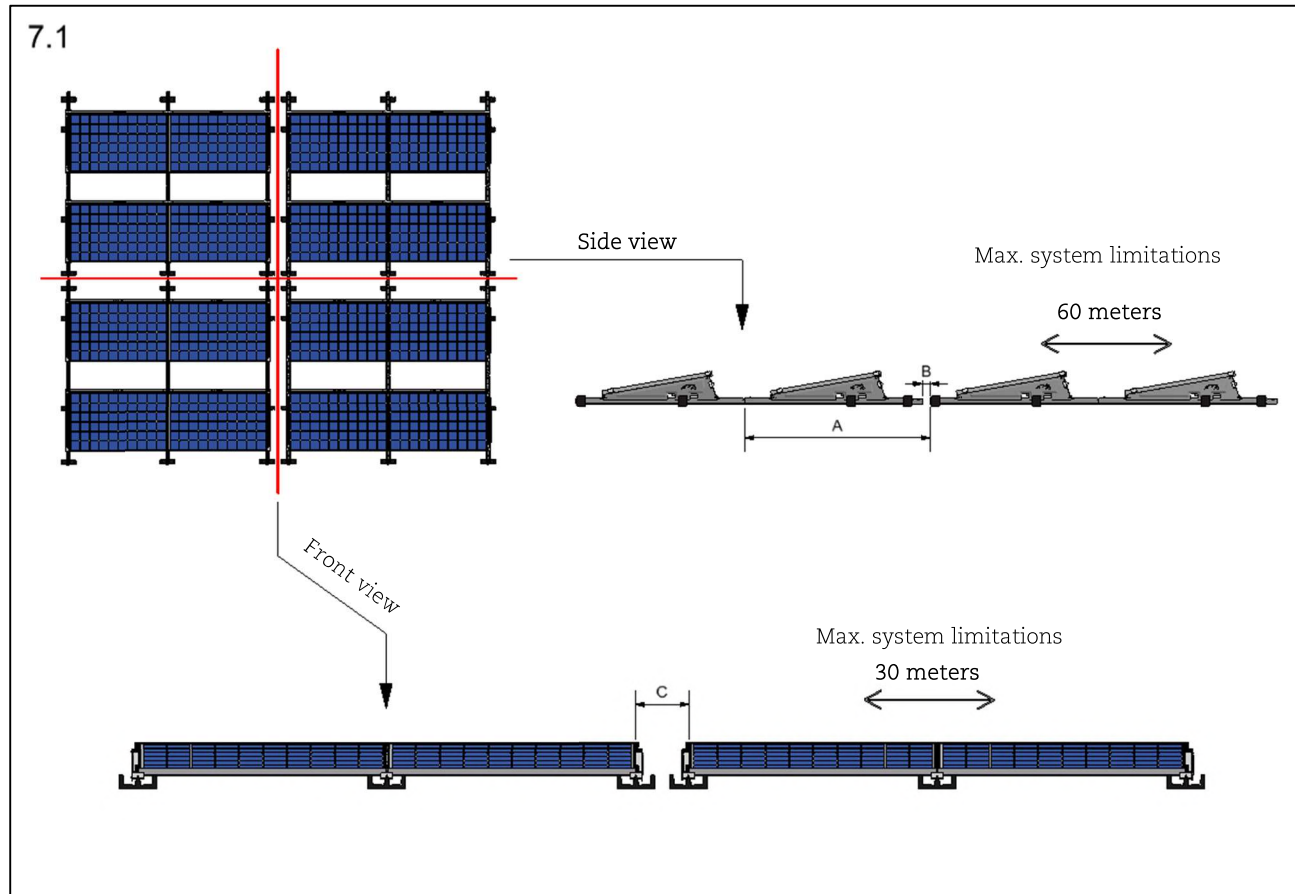 7.1
Side view
Max. system limitations
60 meters
B
A
Front view
Max. system limitations
30 meters
C